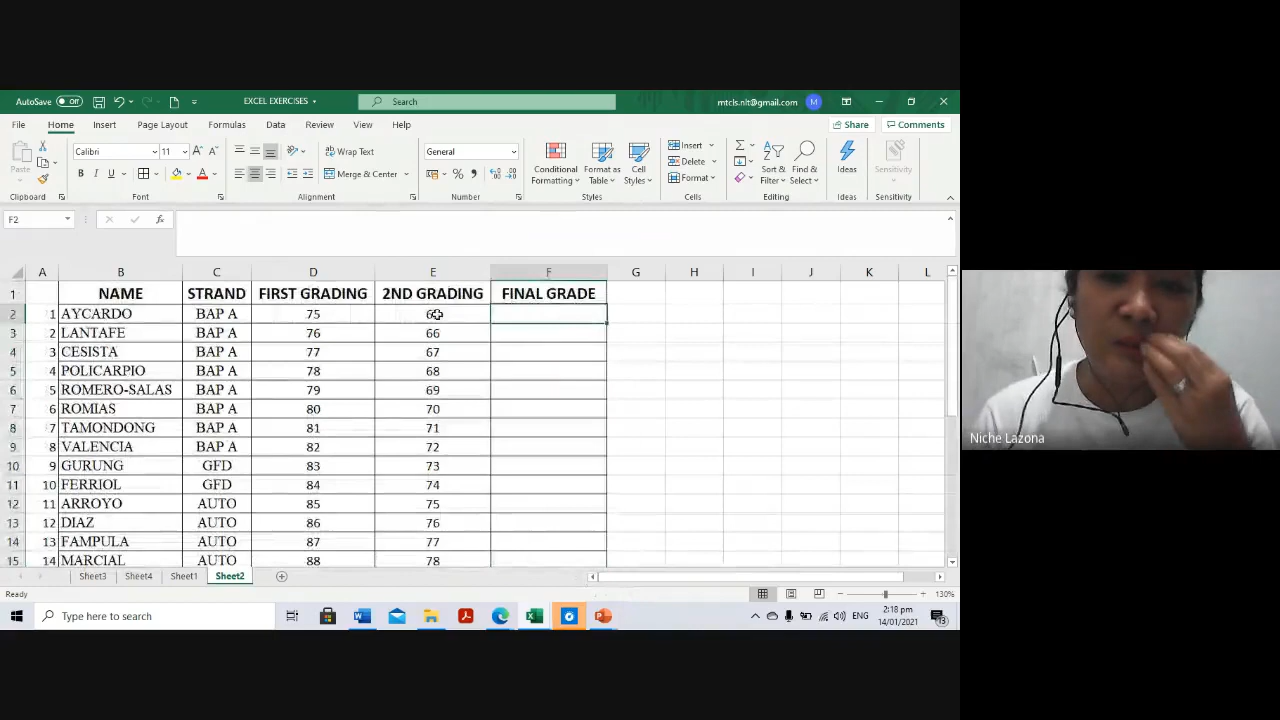 AutoSave Off EXCEL EXERCISES Search mtcls.nlt@gmail.com M
File Home Insert Page Layout Formulas Data Review View Help Share Comments
Paste Calibri 11 A A Wrap Text General Conditional Formatting Format as Table Cell Styles Insert Delete Format Sort & Filter Find & Select Ideas Sensitivity
B I U A Merge & Center % 
Clipboard Font Alignment Number Styles Cells Editing Ideas Sensitivity
F2 fx
A B C D E F G H I J K L
1 NAME STRAND FIRST GRADING 2ND GRADING FINAL GRADE
2 1 AYCARDO BAP A 75
3 2 LANTAFE BAP A 76 66
4 3 CESISTA BAP A 77 67
5 4 POLICARPIO BAP A 78 68
6 5 ROMERO-SALAS BAP A 79 69
7 6 ROMIAS BAP A 80 70
8 7 TAMONDONG BAP A 81 71
9 8 VALENCIA BAP A 82 72
10 9 GURUNG GFD 83 73
11 10 FERRIOL GFD 84 74
12 11 ARROYO AUTO 85 75
13 12 DIAZ AUTO 86 76
14 13 FAMPULA AUTO 87 77
15 14 MARCIAL AUTO 88 78
Sheet3 Sheet4 Sheet1 Sheet2
Ready 130%
Type here to search ENG 2:18 pm
14/01/2021
Niche Lazona